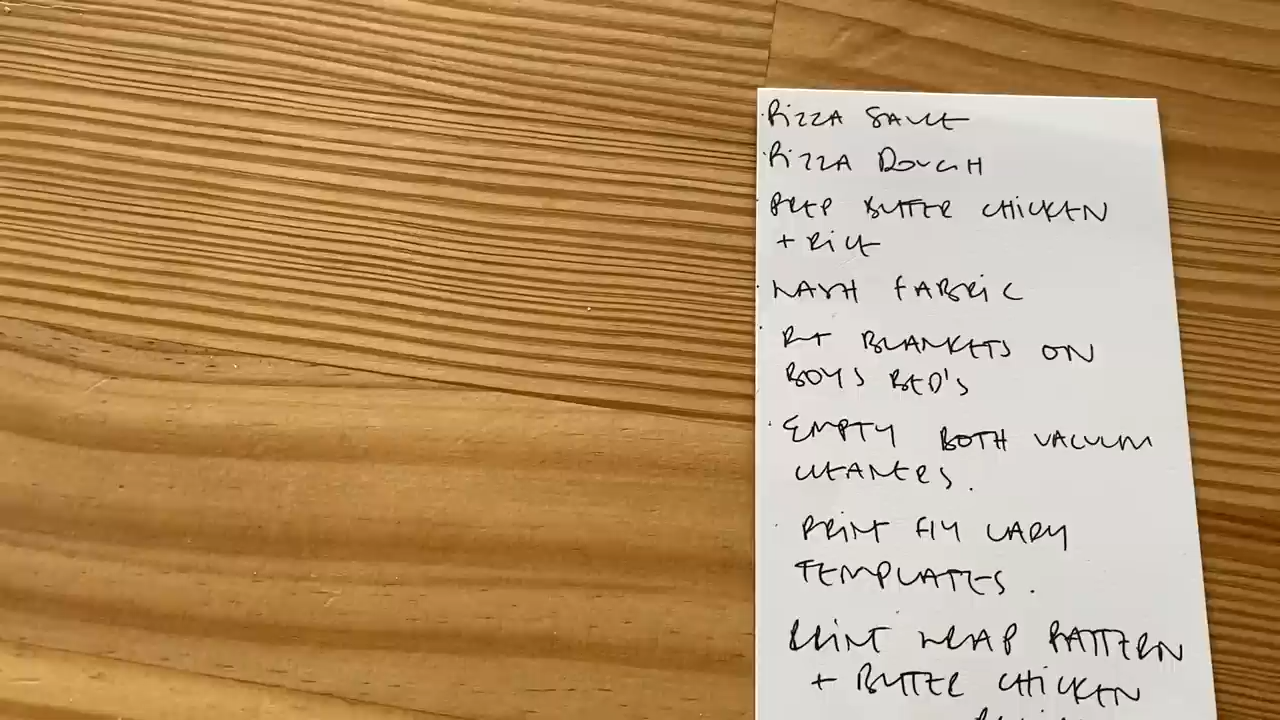 · PIZZA SAUCE
· PIZZA DOUGH
· PREP BUTTER CHICKEN
+ RICE
· WASH FABRIC
· PUT BLANKETS ON
BOYS BED'S
· EMPTY BOTH VACUUM
CLEANERS.
· PRINT FLY LADY
TEMPLATES.
· PRINT WRAP PATTERN
+ BUTTER CHICKEN